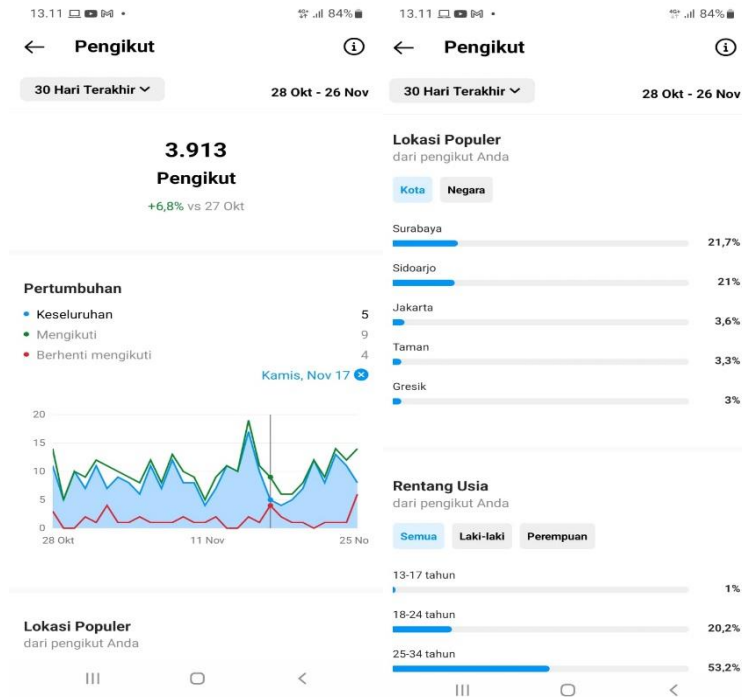 13.11
84%
Pengikut
30 Hari Terakhir
28 Okt - 26 Nov
3.913
Pengikut
+6,8% vs 27 Okt
Pertumbuhan
Keseluruhan 5
Mengikuti 9
Berhenti mengikuti 4
Kamis, Nov 17
20
15
10
5
0
28 Okt 11 Nov 25 No
Lokasi Populer
dari pengikut Anda
13.11
84%
Pengikut
30 Hari Terakhir
28 Okt - 26 Nov
Lokasi Populer
dari pengikut Anda
Kota Negara
Surabaya
21,7%
Sidoarjo
21%
Jakarta
3,6%
Taman
3,3%
Gresik
3%
Rentang Usia
dari pengikut Anda
Semua Laki-laki Perempuan
13-17 tahun
1%
18-24 tahun
20,2%
25-34 tahun
53,2%